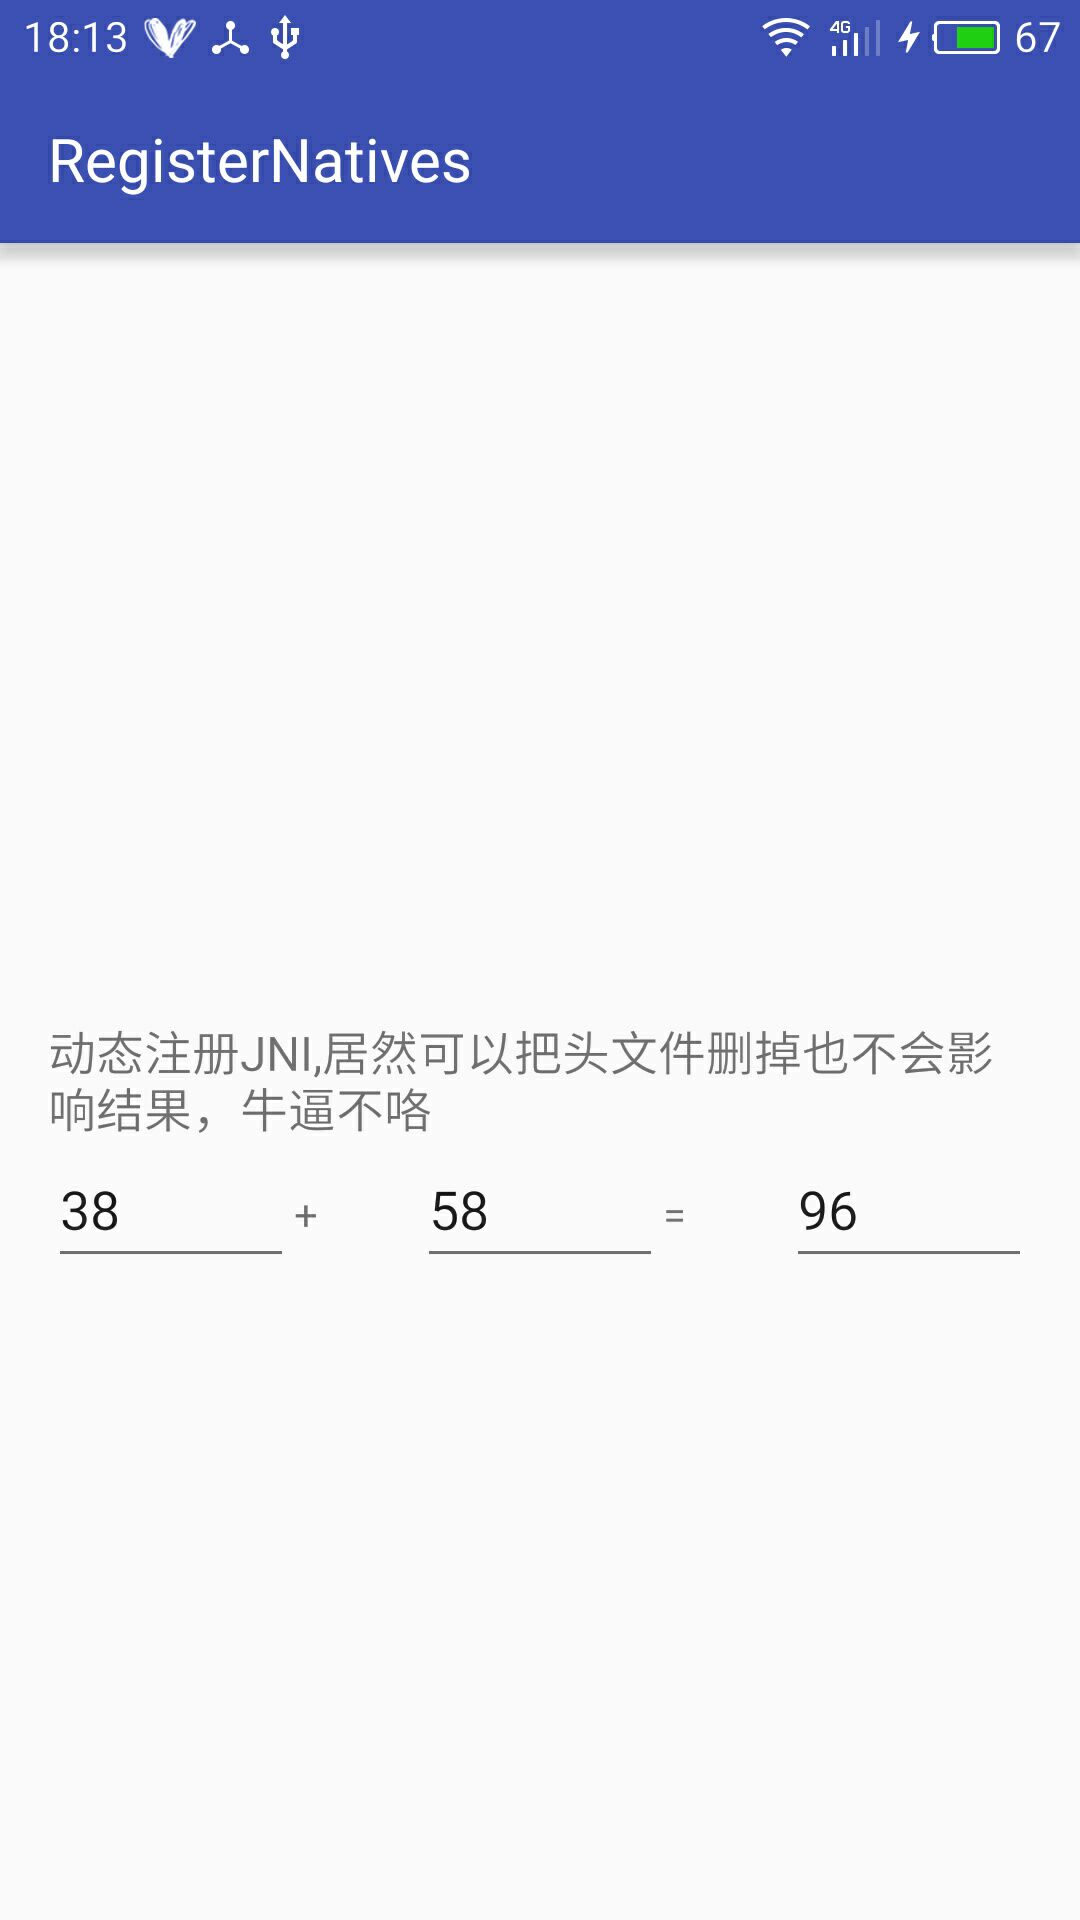 18:13
4G
67
RegisterNatives
动态注册JNI,居然可以把头文件删掉也不会影
响结果，牛逼不咯
38 + 58 = 96